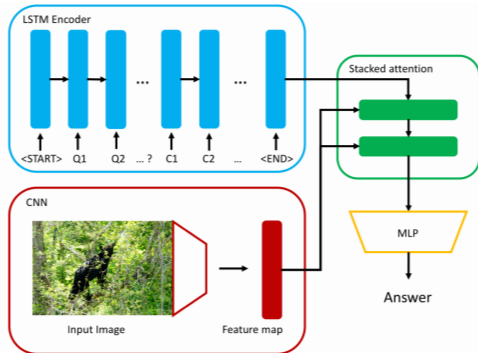 LSTM Encoder
... ...
<START> Q1 Q2 ... ? C1 C2 ... <END>
Stacked attention
CNN
Input Image
Feature map
MLP
Answer